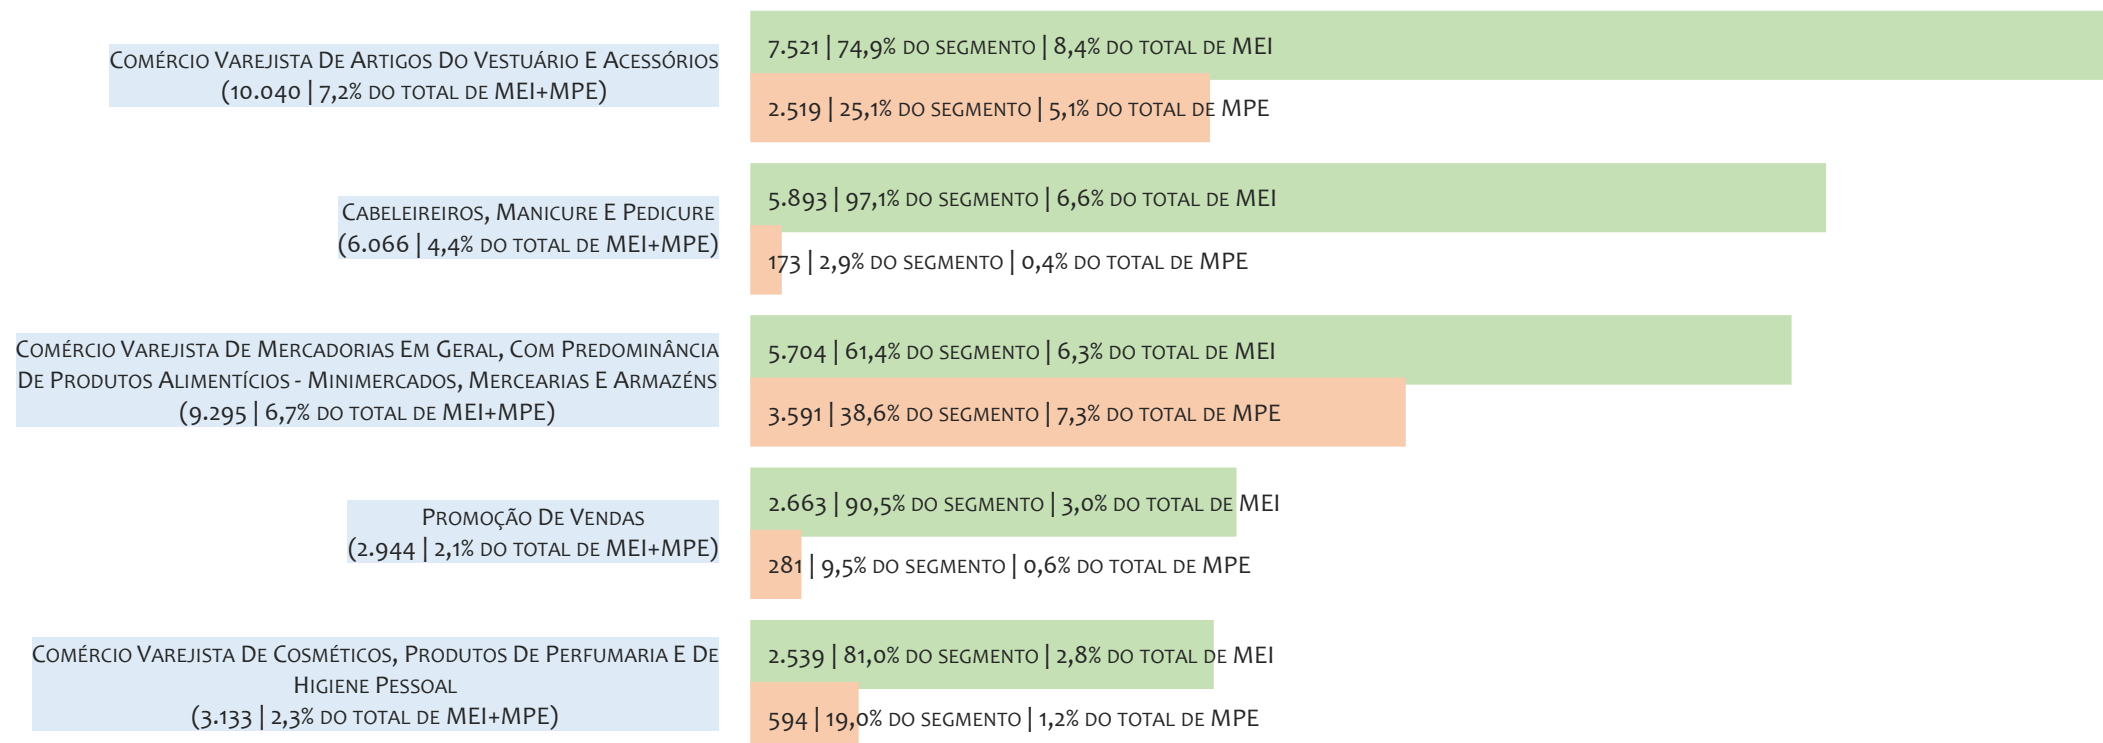 Comércio Varejista De Artigos Do Vestuário E Acessórios
(10.040 | 7,2% do total de MEI+MPE)
7.521 | 74,9% do segmento | 8,4% do total de MEI
2.519 | 25,1% do segmento | 5,1% do total de MPE
Cabeleireiros, Manicure E Pedicure
(6.066 | 4,4% do total de MEI+MPE)
5.893 | 97,1% do segmento | 6,6% do total de MEI
173 | 2,9% do segmento | 0,4% do total de MPE
Comércio Varejista De Mercadorias Em Geral, Com Predominância
De Produtos Alimentícios - Minimercados, Mercearias E Armazéns
(9.295 | 6,7% do total de MEI+MPE)
5.704 | 61,4% do segmento | 6,3% do total de MEI
3.591 | 38,6% do segmento | 7,3% do total de MPE
Promoção De Vendas
(2.944 | 2,1% do total de MEI+MPE)
2.663 | 90,5% do segmento | 3,0% do total de MEI
281 | 9,5% do segmento | 0,6% do total de MPE
Comércio Varejista De Cosméticos, Produtos De Perfumaria E De
Higiene Pessoal
(3.133 | 2,3% do total de MEI+MPE)
2.539 | 81,0% do segmento | 2,8% do total de MEI
594 | 19,0% do segmento | 1,2% do total de MPE